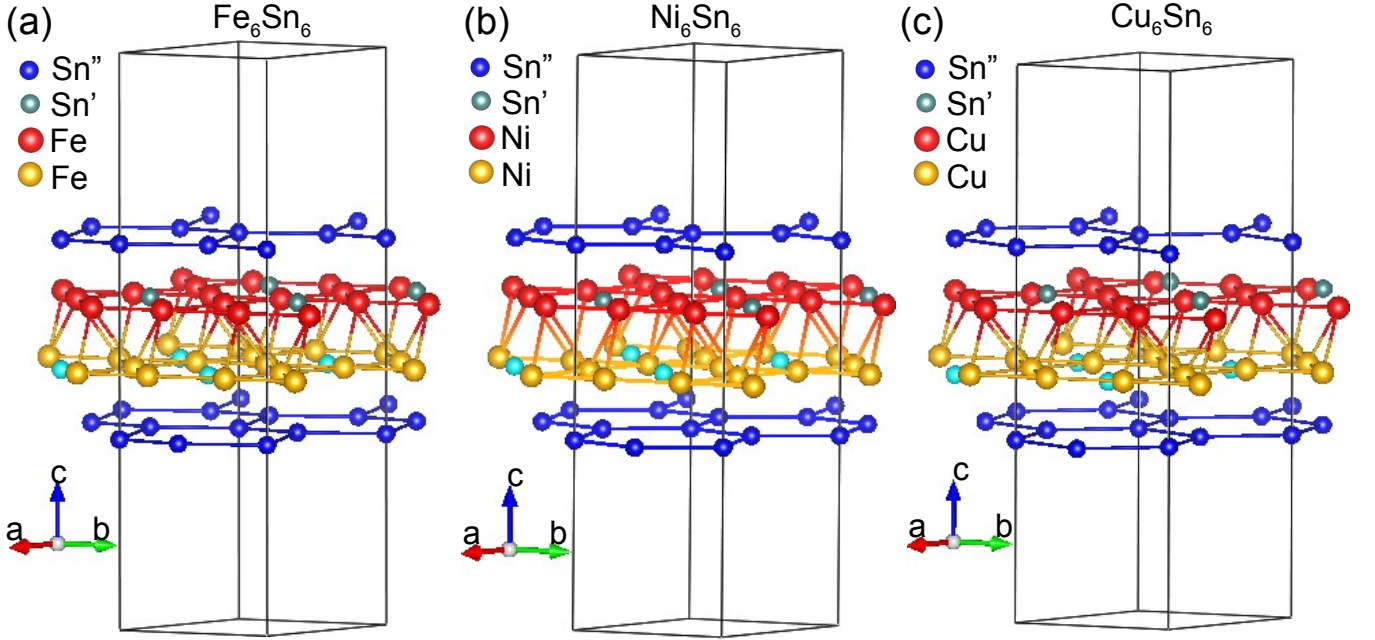 (a) Fe₆Sn₆
Sn”
Sn’
Fe
Fe
c
a b
(b) Ni₆Sn₆
Sn”
Sn’
Ni
Ni
c
a b
(c) Cu₆Sn₆
Sn”
Sn’
Cu
Cu
c
a b